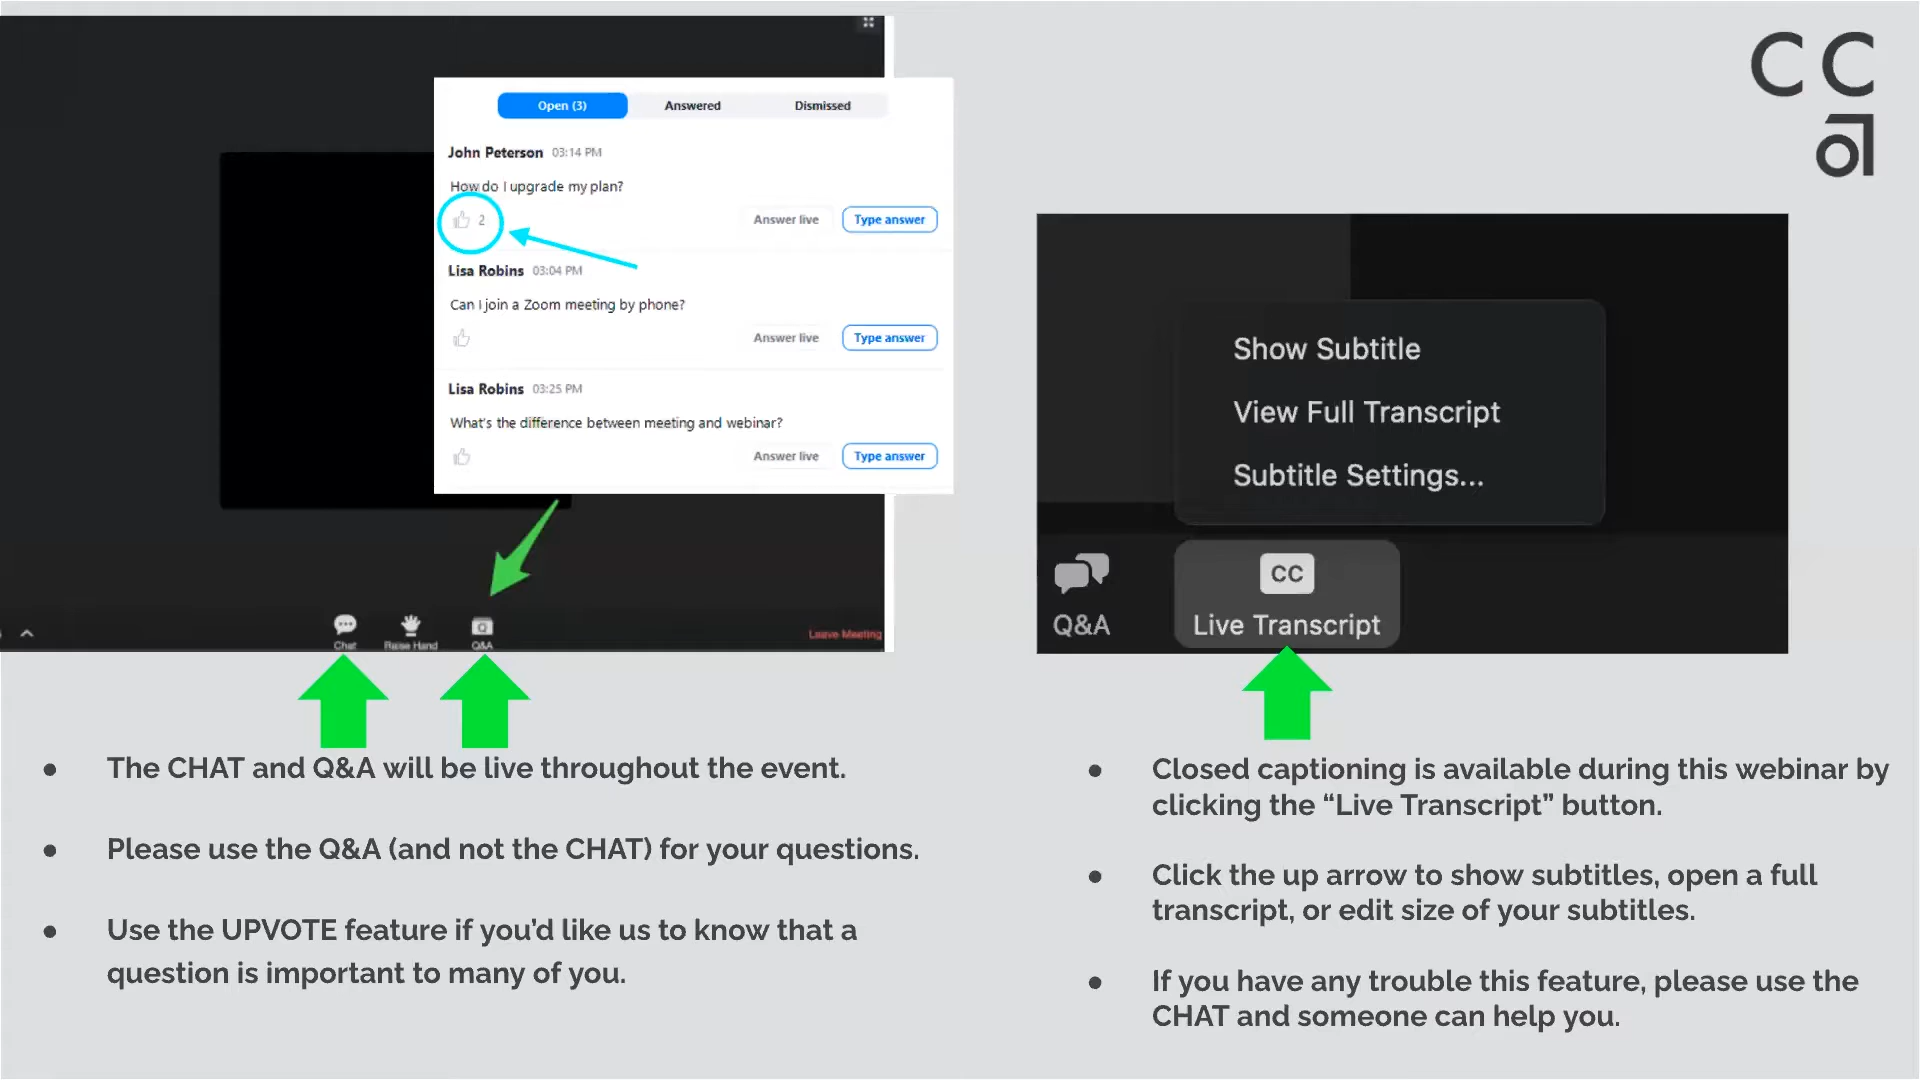 Open (3) Answered Dismissed
John Peterson 03:14 PM
How do I upgrade my plan?
2 Answer live Type answer
Lisa Robins 03:04 PM
Can I join a Zoom meeting by phone?
Answer live Type answer
Lisa Robins 03:25 PM
What's the difference between meeting and webinar?
Answer live Type answer
Chat Raise Hand Q&A Leave Meeting
The CHAT and Q&A will be live throughout the event.
Please use the Q&A (and not the CHAT) for your questions.
Use the UPVOTE feature if you'd like us to know that a
question is important to many of you.
CC
a
Show Subtitle
View Full Transcript
Subtitle Settings...
CC
Q&A Live Transcript
Closed captioning is available during this webinar by
clicking the “Live Transcript” button.
Click the up arrow to show subtitles, open a full
transcript, or edit size of your subtitles.
If you have any trouble this feature, please use the
CHAT and someone can help you.